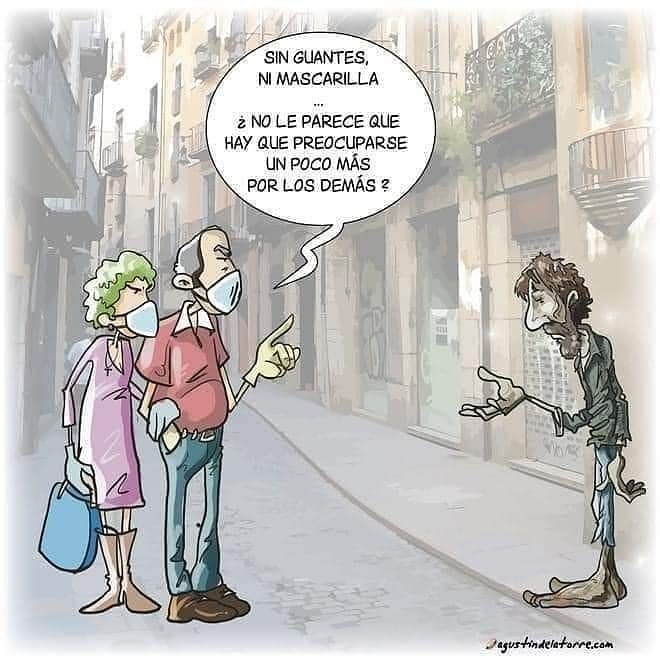 SIN GUANTES,
NI MASCARILLA
...
¿ NO LE PARECE QUE
HAY QUE PREOCUPARSE
UN POCO MÁS
POR LOS DEMÁS ?
agustindelatorre.com